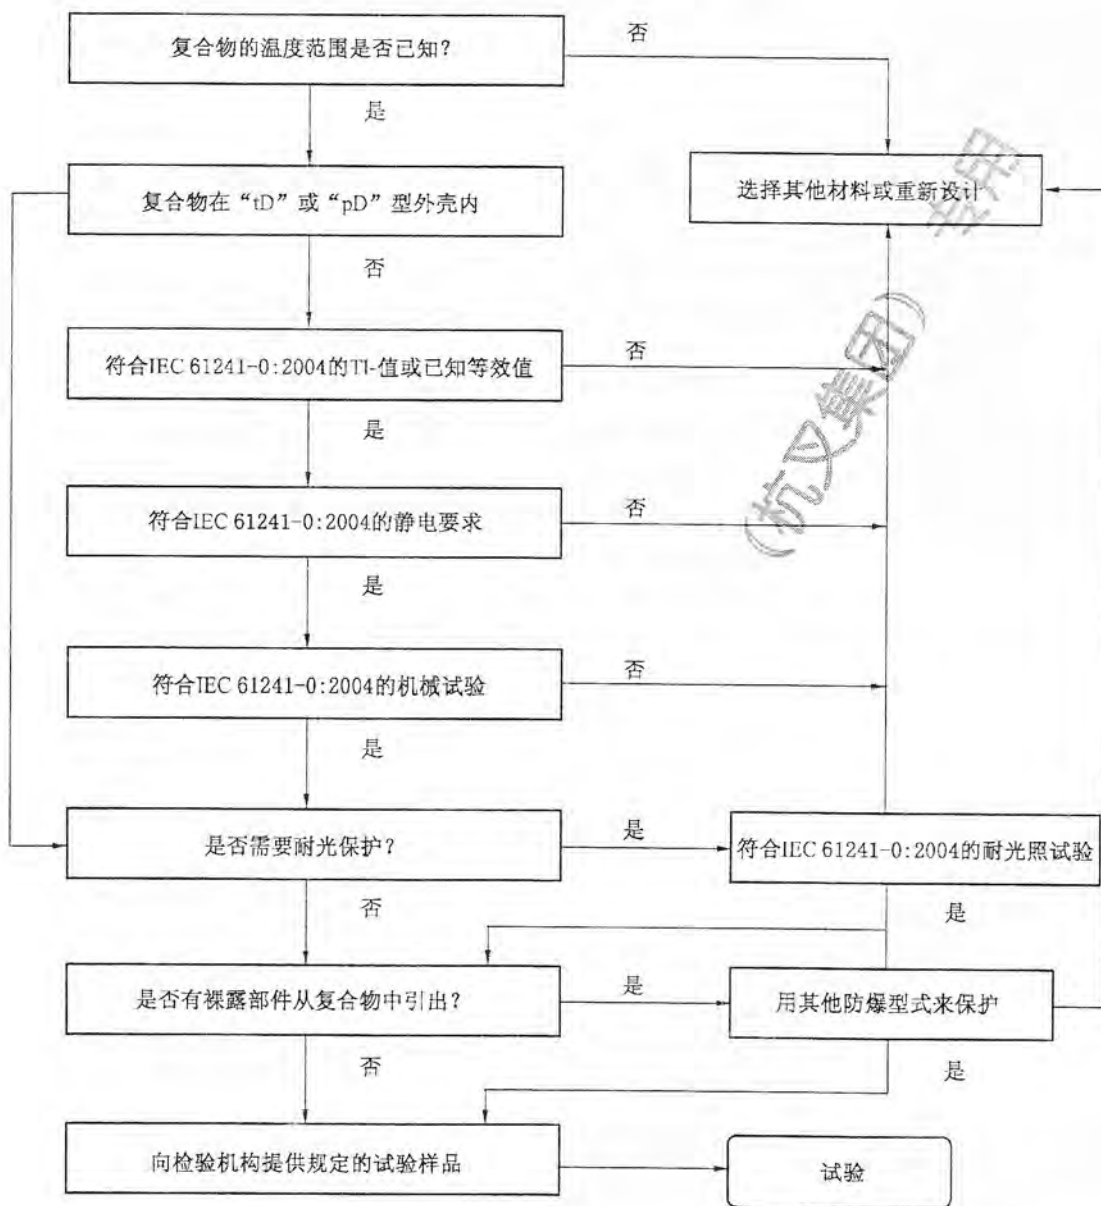 复合物的温度范围是否已知?
否
是
复合物在“tD”或“pD”型外壳内
选择其他材料或重新设计
专用
否
(杭叉集团)
符合IEC 61241-0:2004的TI-值或已知等效值
否
是
符合IEC 61241-0:2004的静电要求
否
是
符合IEC 61241-0:2004的机械试验
否
是
是否需要耐光保护?
是
符合IEC 61241-0:2004的耐光照试验
否
是
是否有裸露部件从复合物中引出?
是
用其他防爆型式来保护
否
是
向检验机构提供规定的试验样品
试验